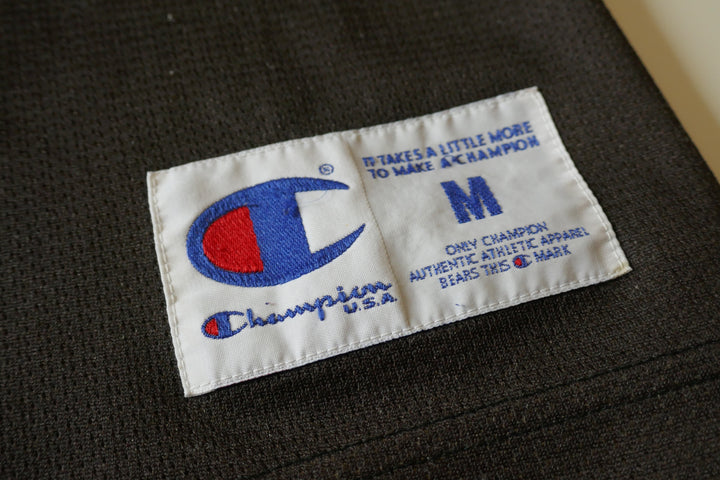 ®
Champion
U.S.A
IT TAKES A LITTLE MORE
TO MAKE A CHAMPION
M
ONLY CHAMPION
AUTHENTIC ATHLETIC APPAREL
BEARS THIS C MARK